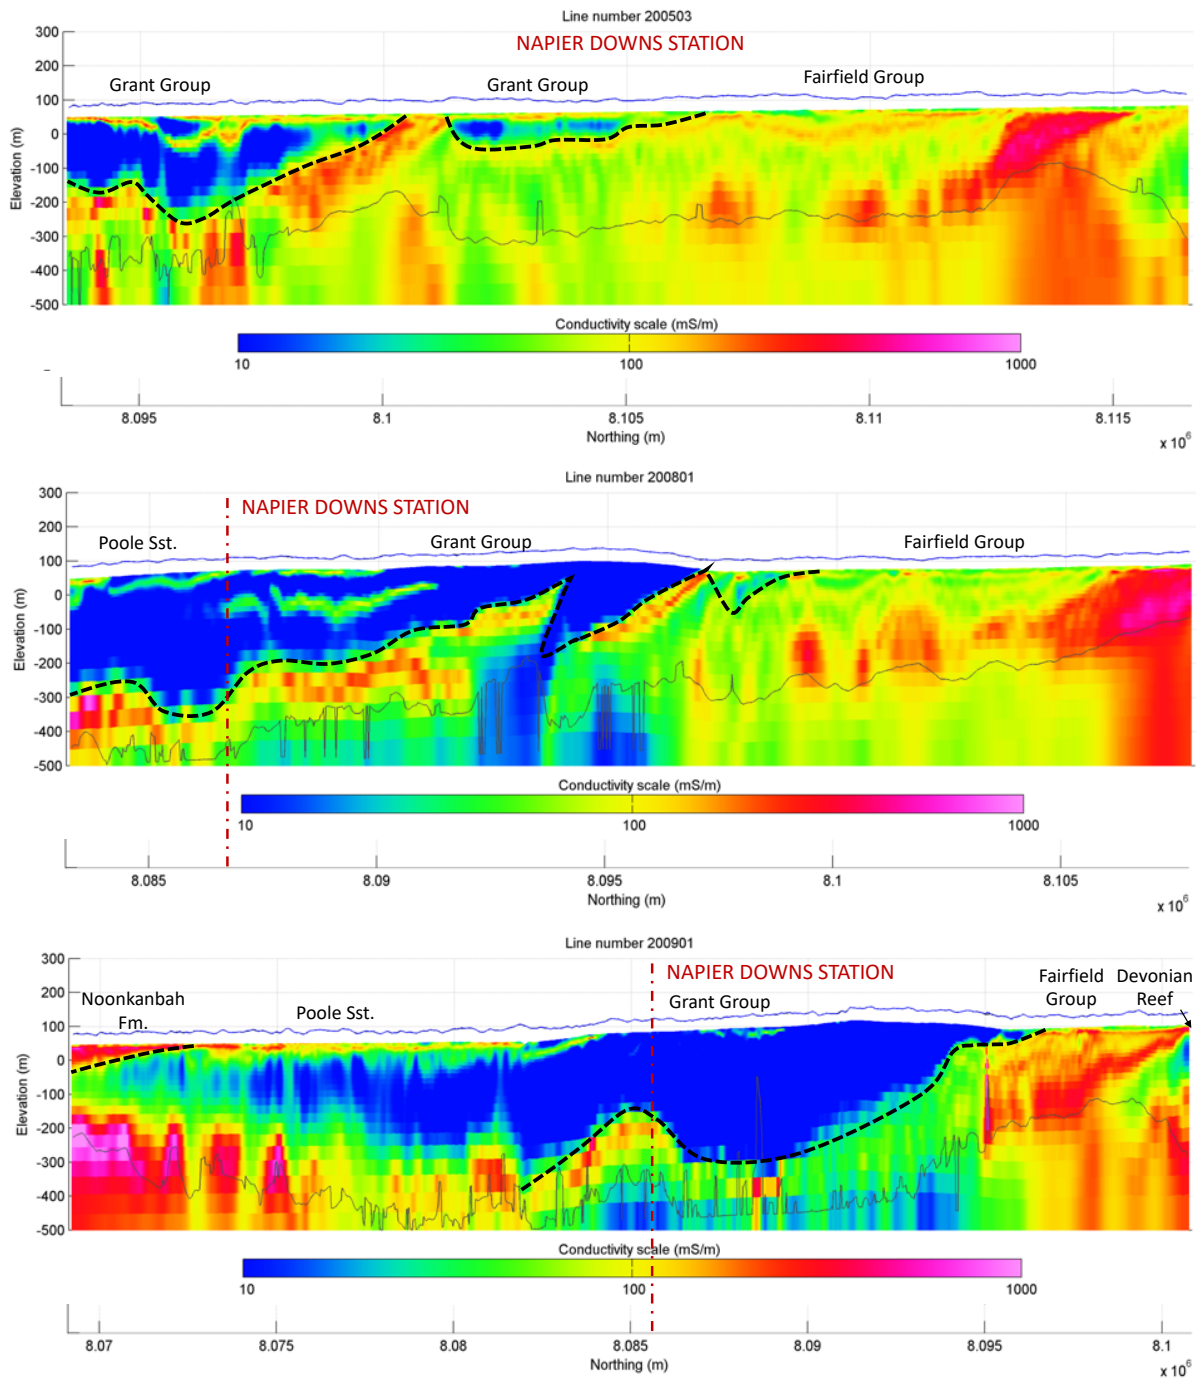 Line number 200503
NAPIER DOWNS STATION
Grant Group
Grant Group
Fairfield Group
Elevation (m)
300
200
100
0
-100
-200
-300
-400
-500
Conductivity scale (mS/m)
10 100 1000
8.095 8.1 8.105 8.11 8.115
Northing (m)
x 10^6
Line number 200801
NAPIER DOWNS STATION
Poole Sst.
Grant Group
Fairfield Group
Elevation (m)
300
200
100
0
-100
-200
-300
-400
-500
Conductivity scale (mS/m)
10 100 1000
8.085 8.09 8.095 8.1 8.105
Northing (m)
x 10^6
Line number 200901
NAPIER DOWNS STATION
Noonkanbah
Fm.
Poole Sst.
Grant Group
Fairfield
Group
Devonian
Reef
Elevation (m)
300
200
100
0
-100
-200
-300
-400
-500
Conductivity scale (mS/m)
10 100 1000
8.07 8.075 8.08 8.085 8.09 8.095 8.1
Northing (m)
x 10^6